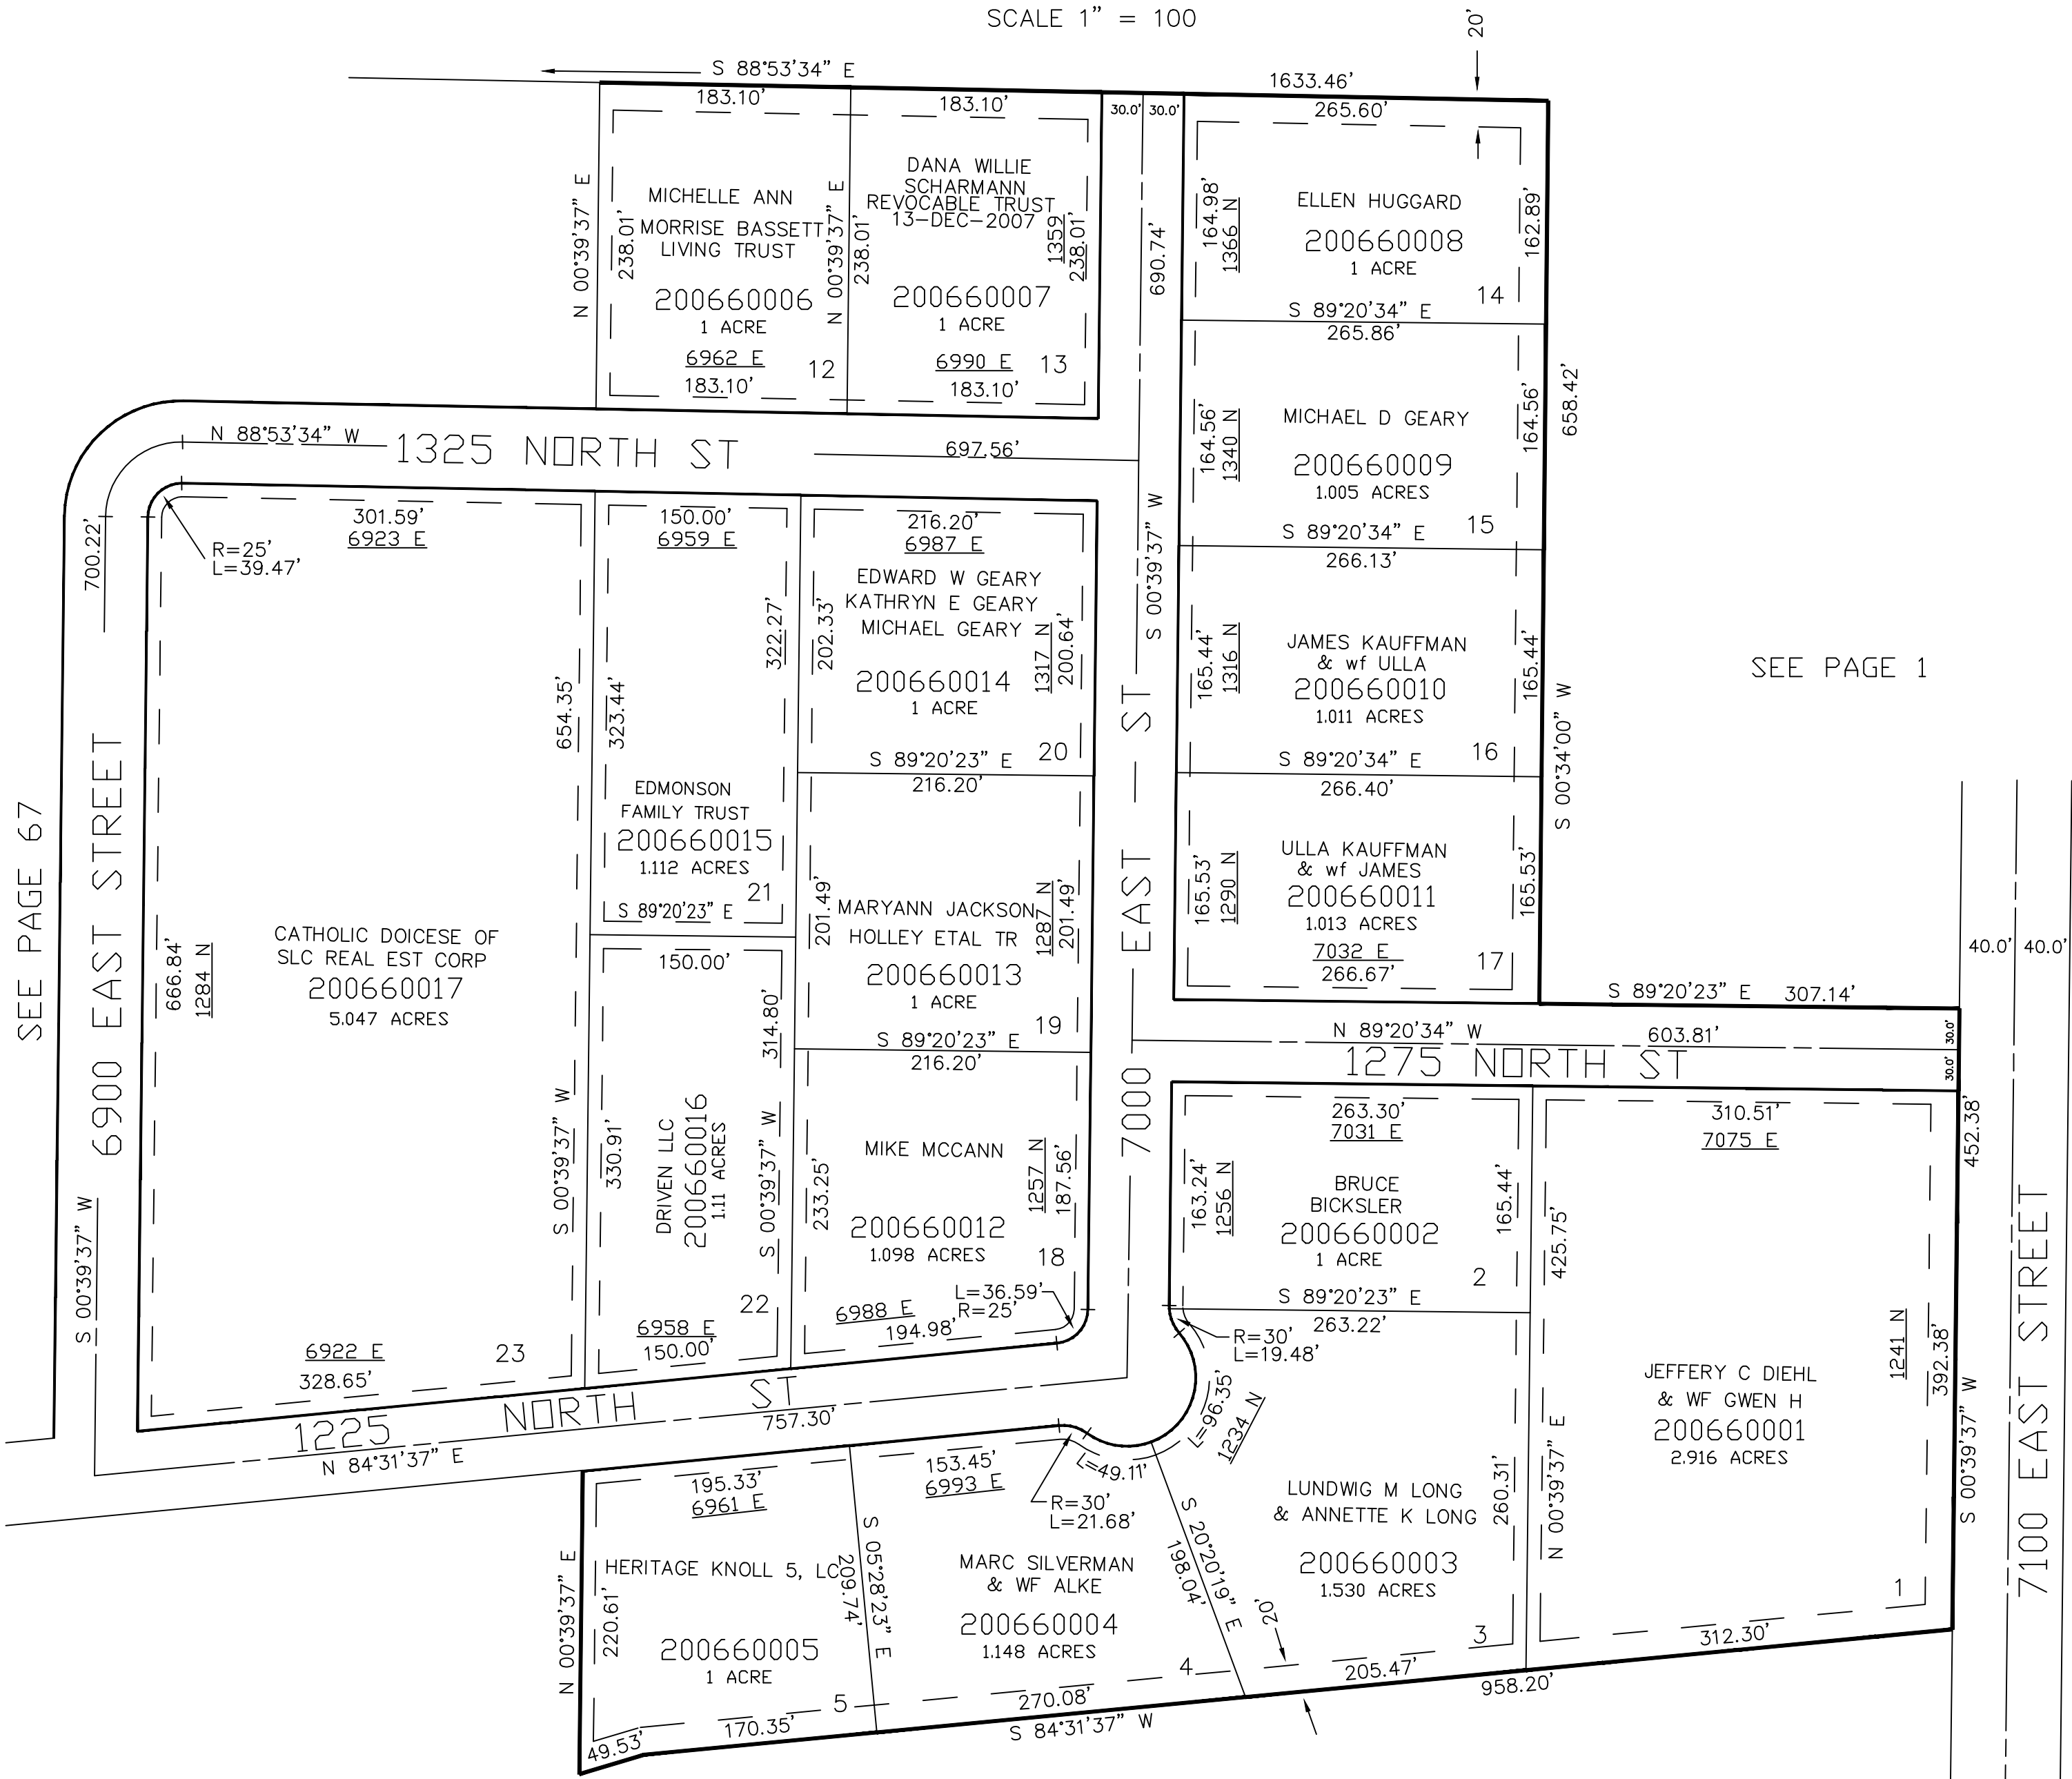 SCALE 1” = 100
20'
S 88°53'34” E
1633.46'
183.10'
183.10'
30.0'
30.0'
265.60'
N 00°39'37” E
238.01'
MICHELLE ANN
MORRISE BASSETT
LIVING TRUST
200660006
1 ACRE
6962 E
12
183.10'
N 00°39'37” E
238.01'
DANA WILLIE
SCHARMANN
REVOCABLE TRUST
13-DEC-2007
1359
238.01'
200660007
1 ACRE
6990 E
13
183.10'
690.74'
164.98'
1366 N
ELLEN HUGGARD
200660008
1 ACRE
14
162.89'
S 89°20'34” E
265.86'
164.56'
1340 N
MICHAEL D GEARY
200660009
1.005 ACRES
15
164.56'
658.42'
S 89°20'34” E
266.13'
N 88°53'34” W
1325 NORTH ST
697.56'
700.22'
R=25'
L=39.47'
301.59'
6923 E
150.00'
6959 E
216.20'
6987 E
S 00°39'37” W
EDWARD W GEARY
KATHRYN E GEARY
MICHAEL GEARY
202.33'
1317 N
200.64'
200660014
1 ACRE
20
S 89°20'23” E
216.20'
654.35'
323.44'
322.27'
EDMONSON
FAMILY TRUST
200660015
1.112 ACRES
21
S 89°20'23” E
165.44'
1316 N
JAMES KAUFFMAN
& wf ULLA
200660010
1.011 ACRES
16
165.44'
S 89°20'34” E
266.40'
S 00°34'00” W
SEE PAGE 1
SEE PAGE 67
6900 EAST STREET
666.84'
1284 N
CATHOLIC DOICESE OF
SLC REAL EST CORP
200660017
5.047 ACRES
201.49'
MARYANN JACKSON
HOLLEY ETAL TR
1287 N
201.49'
200660013
1 ACRE
19
S 89°20'23” E
216.20'
7000 EAST ST
165.53'
1290 N
ULLA KAUFFMAN
& wf JAMES
200660011
1.013 ACRES
7032 E
17
266.67'
165.53'
40.0'
40.0'
S 89°20'23” E
307.14'
30.0'
30.0'
N 89°20'34” W
603.81'
1275 NORTH ST
150.00'
314.80'
S 00°39'37” W
330.91'
DRIVEN LLC
200660016
1.11 ACRES
S 00°39'37” W
22
6958 E
150.00'
233.25'
MIKE MCCANN
1257 N
187.56'
200660012
1.098 ACRES
18
L=36.59'
R=25'
6988 E
194.98'
263.30'
7031 E
163.24'
1256 N
BRUCE
BICKSLER
200660002
1 ACRE
2
165.44'
S 89°20'23” E
263.22'
310.51'
7075 E
425.75'
452.38'
N 00°39'37” E
1241 N
392.38'
JEFFERY C DIEHL
& WF GWEN H
200660001
2.916 ACRES
1
312.30'
S 00°39'37” W
7100 EAST STREET
S 00°39'37” W
6922 E
23
328.65'
1225 NORTH ST
757.30'
N 84°31'37” E
R=30'
L=19.48'
L=96.35'
1234 N
L=49.11'
R=30'
L=21.68'
195.33'
6961 E
153.45'
6993 E
N 00°39'37” E
220.61'
HERITAGE KNOLL 5, LC
200660005
1 ACRE
5
209.74'
S 05°28'23” E
MARC SILVERMAN
& WF ALKE
200660004
1.148 ACRES
4
S 20°20'19” E
198.04'
20'
LUNDWIG M LONG
& ANNETTE K LONG
200660003
1.530 ACRES
3
260.31'
205.47'
958.20'
270.08'
S 84°31'37” W
170.35'
49.53'